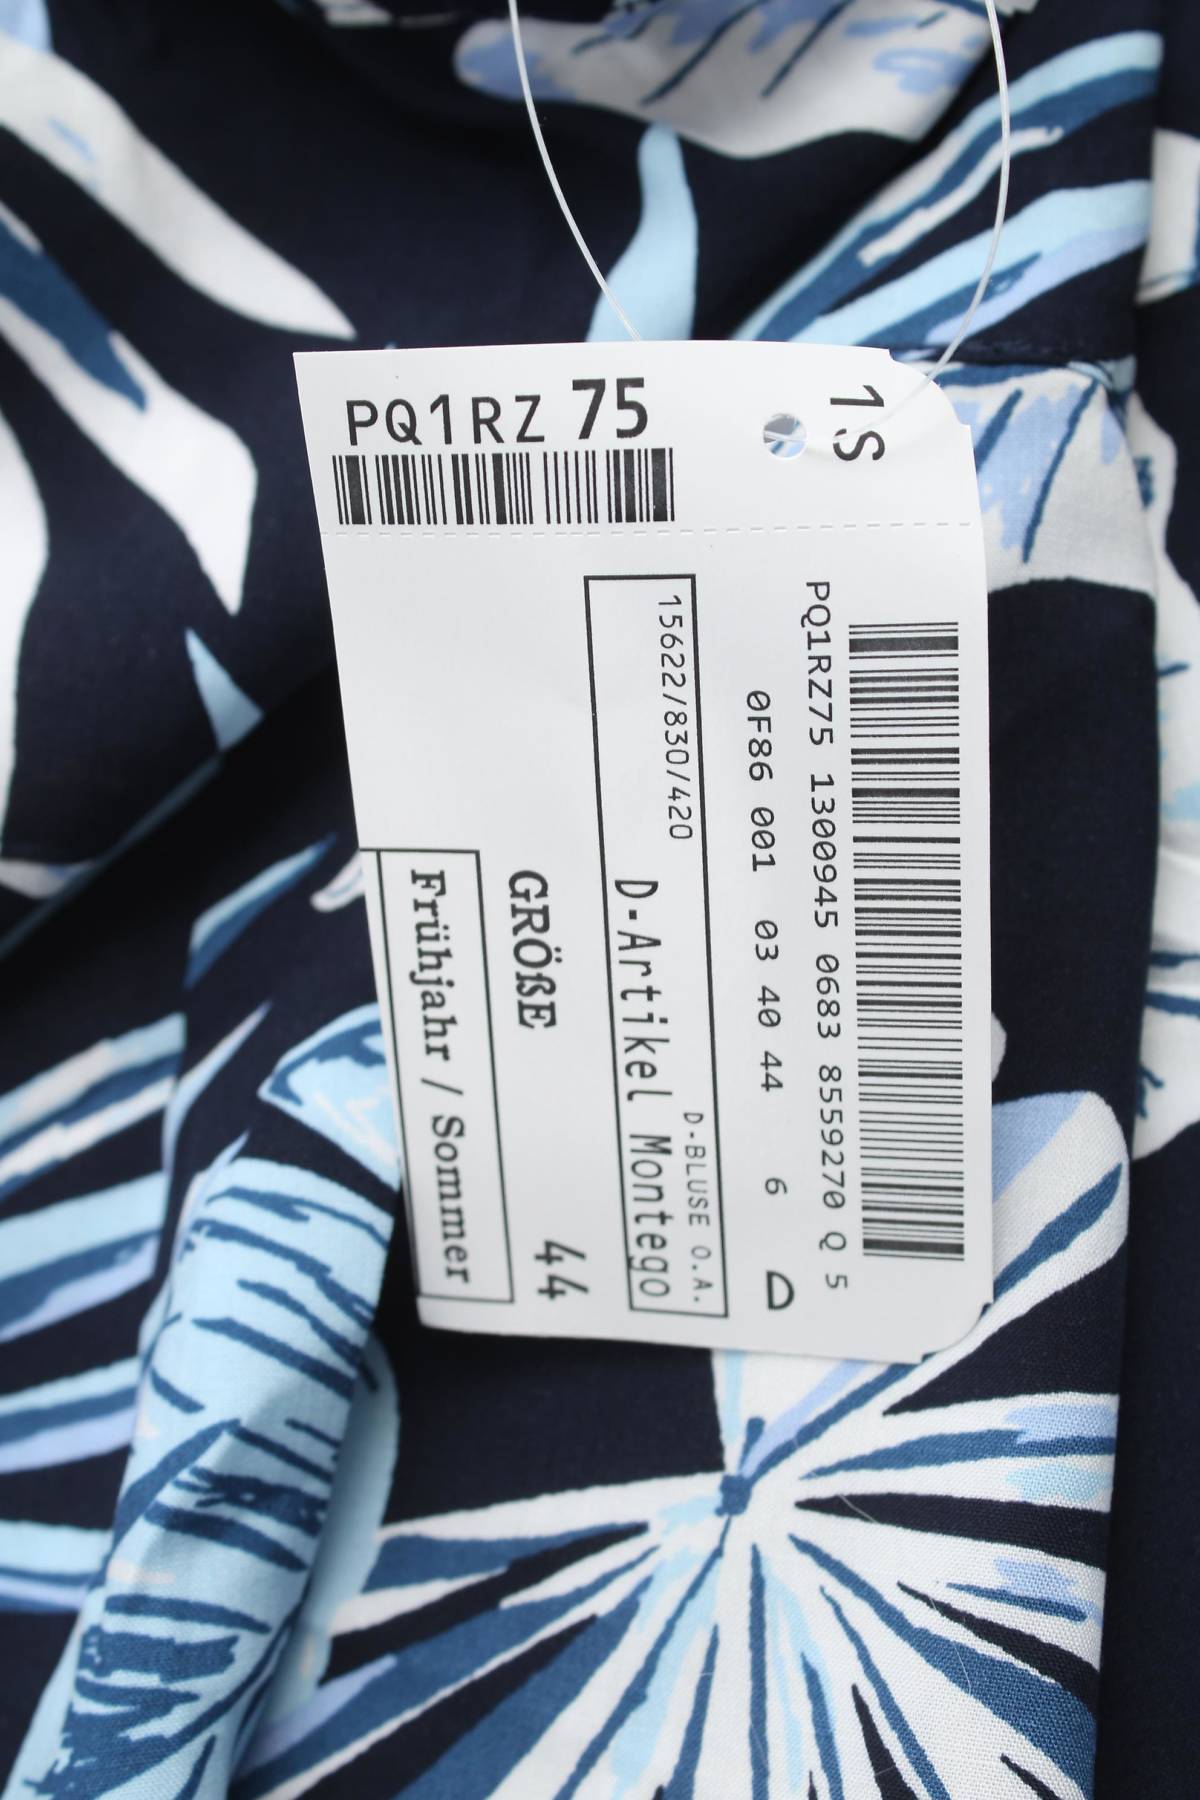 PQ1RZ 75
1S
PQ1RZ75 1300945 0683 8559270 Q 5
0F86 001 03 40 44 6 D
15622/830/420 D-BLUSE O.A.
D-Artikel Montego
GRÖßE 44
Frühjahr / Sommer